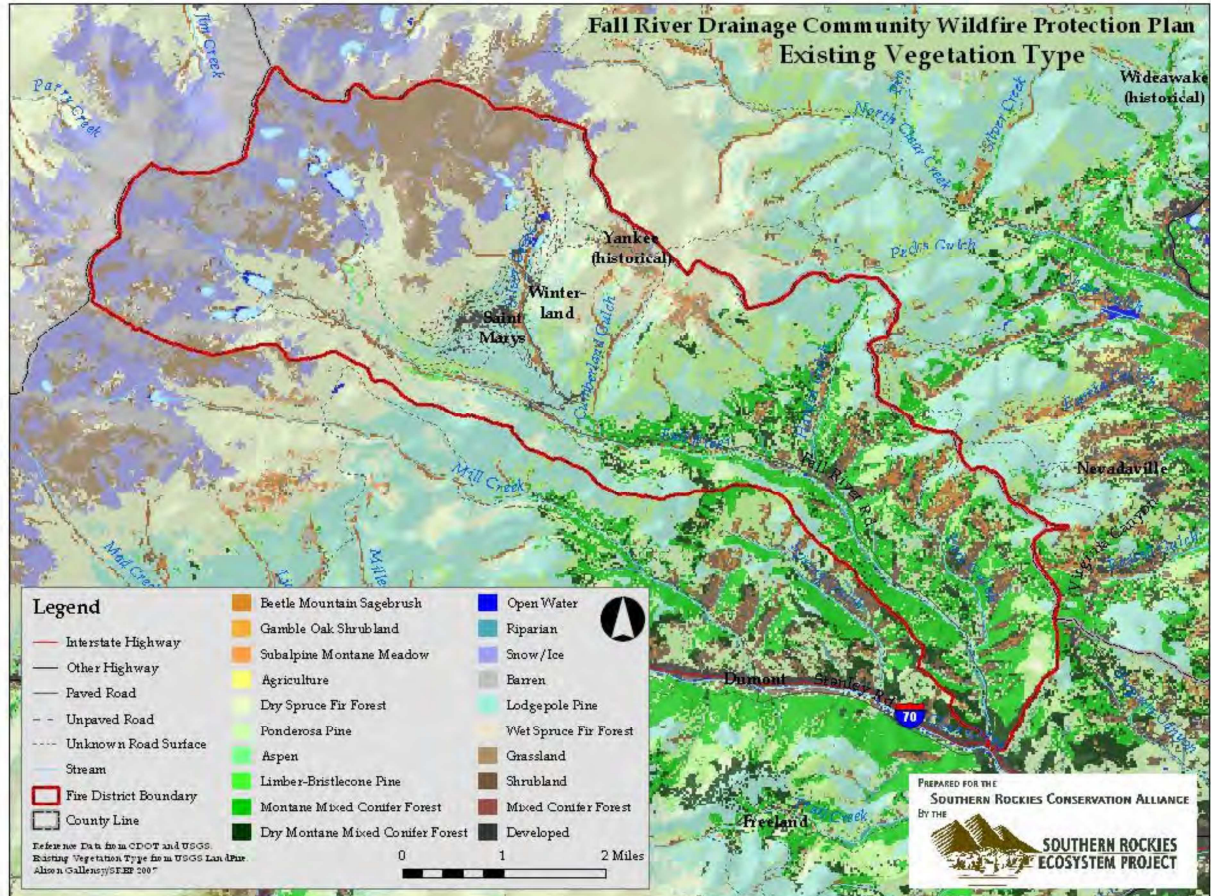 Fall River Drainage Community Wildfire Protection Plan
Existing Vegetation Type
Jim Creek
Parry Creek
Wideawake
(historical)
North Clear Creek
Silver Creek
Pecks Gulch
Yankee
(historical)
Winter-
land
Saint
Marys
Cumberland Gulch
Fall River Rd
Nevadaville
Virginia Canyon
Mill Creek
Mad Creek
Dumont
Stanley Rd
70
Freeland
Legend
Interstate Highway
Other Highway
Paved Road
Unpaved Road
Unknown Road Surface
Stream
Fire District Boundary
County Line
Beetle Mountain Sagebrush
Gamble Oak Shrubland
Subalpine Montane Meadow
Agriculture
Dry Spruce Fir Forest
Ponderosa Pine
Aspen
Limber-Bristlecone Pine
Montane Mixed Conifer Forest
Dry Montane Mixed Conifer Forest
Open Water
Riparian
Snow/Ice
Barren
Lodgepole Pine
Wet Spruce Fir Forest
Grassland
Shrubland
Mixed Conifer Forest
Developed
Reference Data from CDOT and USGS.
Existing Vegetation Type from USGS LandFire.
Alison Gallensky/SREP 2007
0 1 2 Miles
PREPARED FOR THE
SOUTHERN ROCKIES CONSERVATION ALLIANCE
BY THE
SOUTHERN ROCKIES
ECOSYSTEM PROJECT